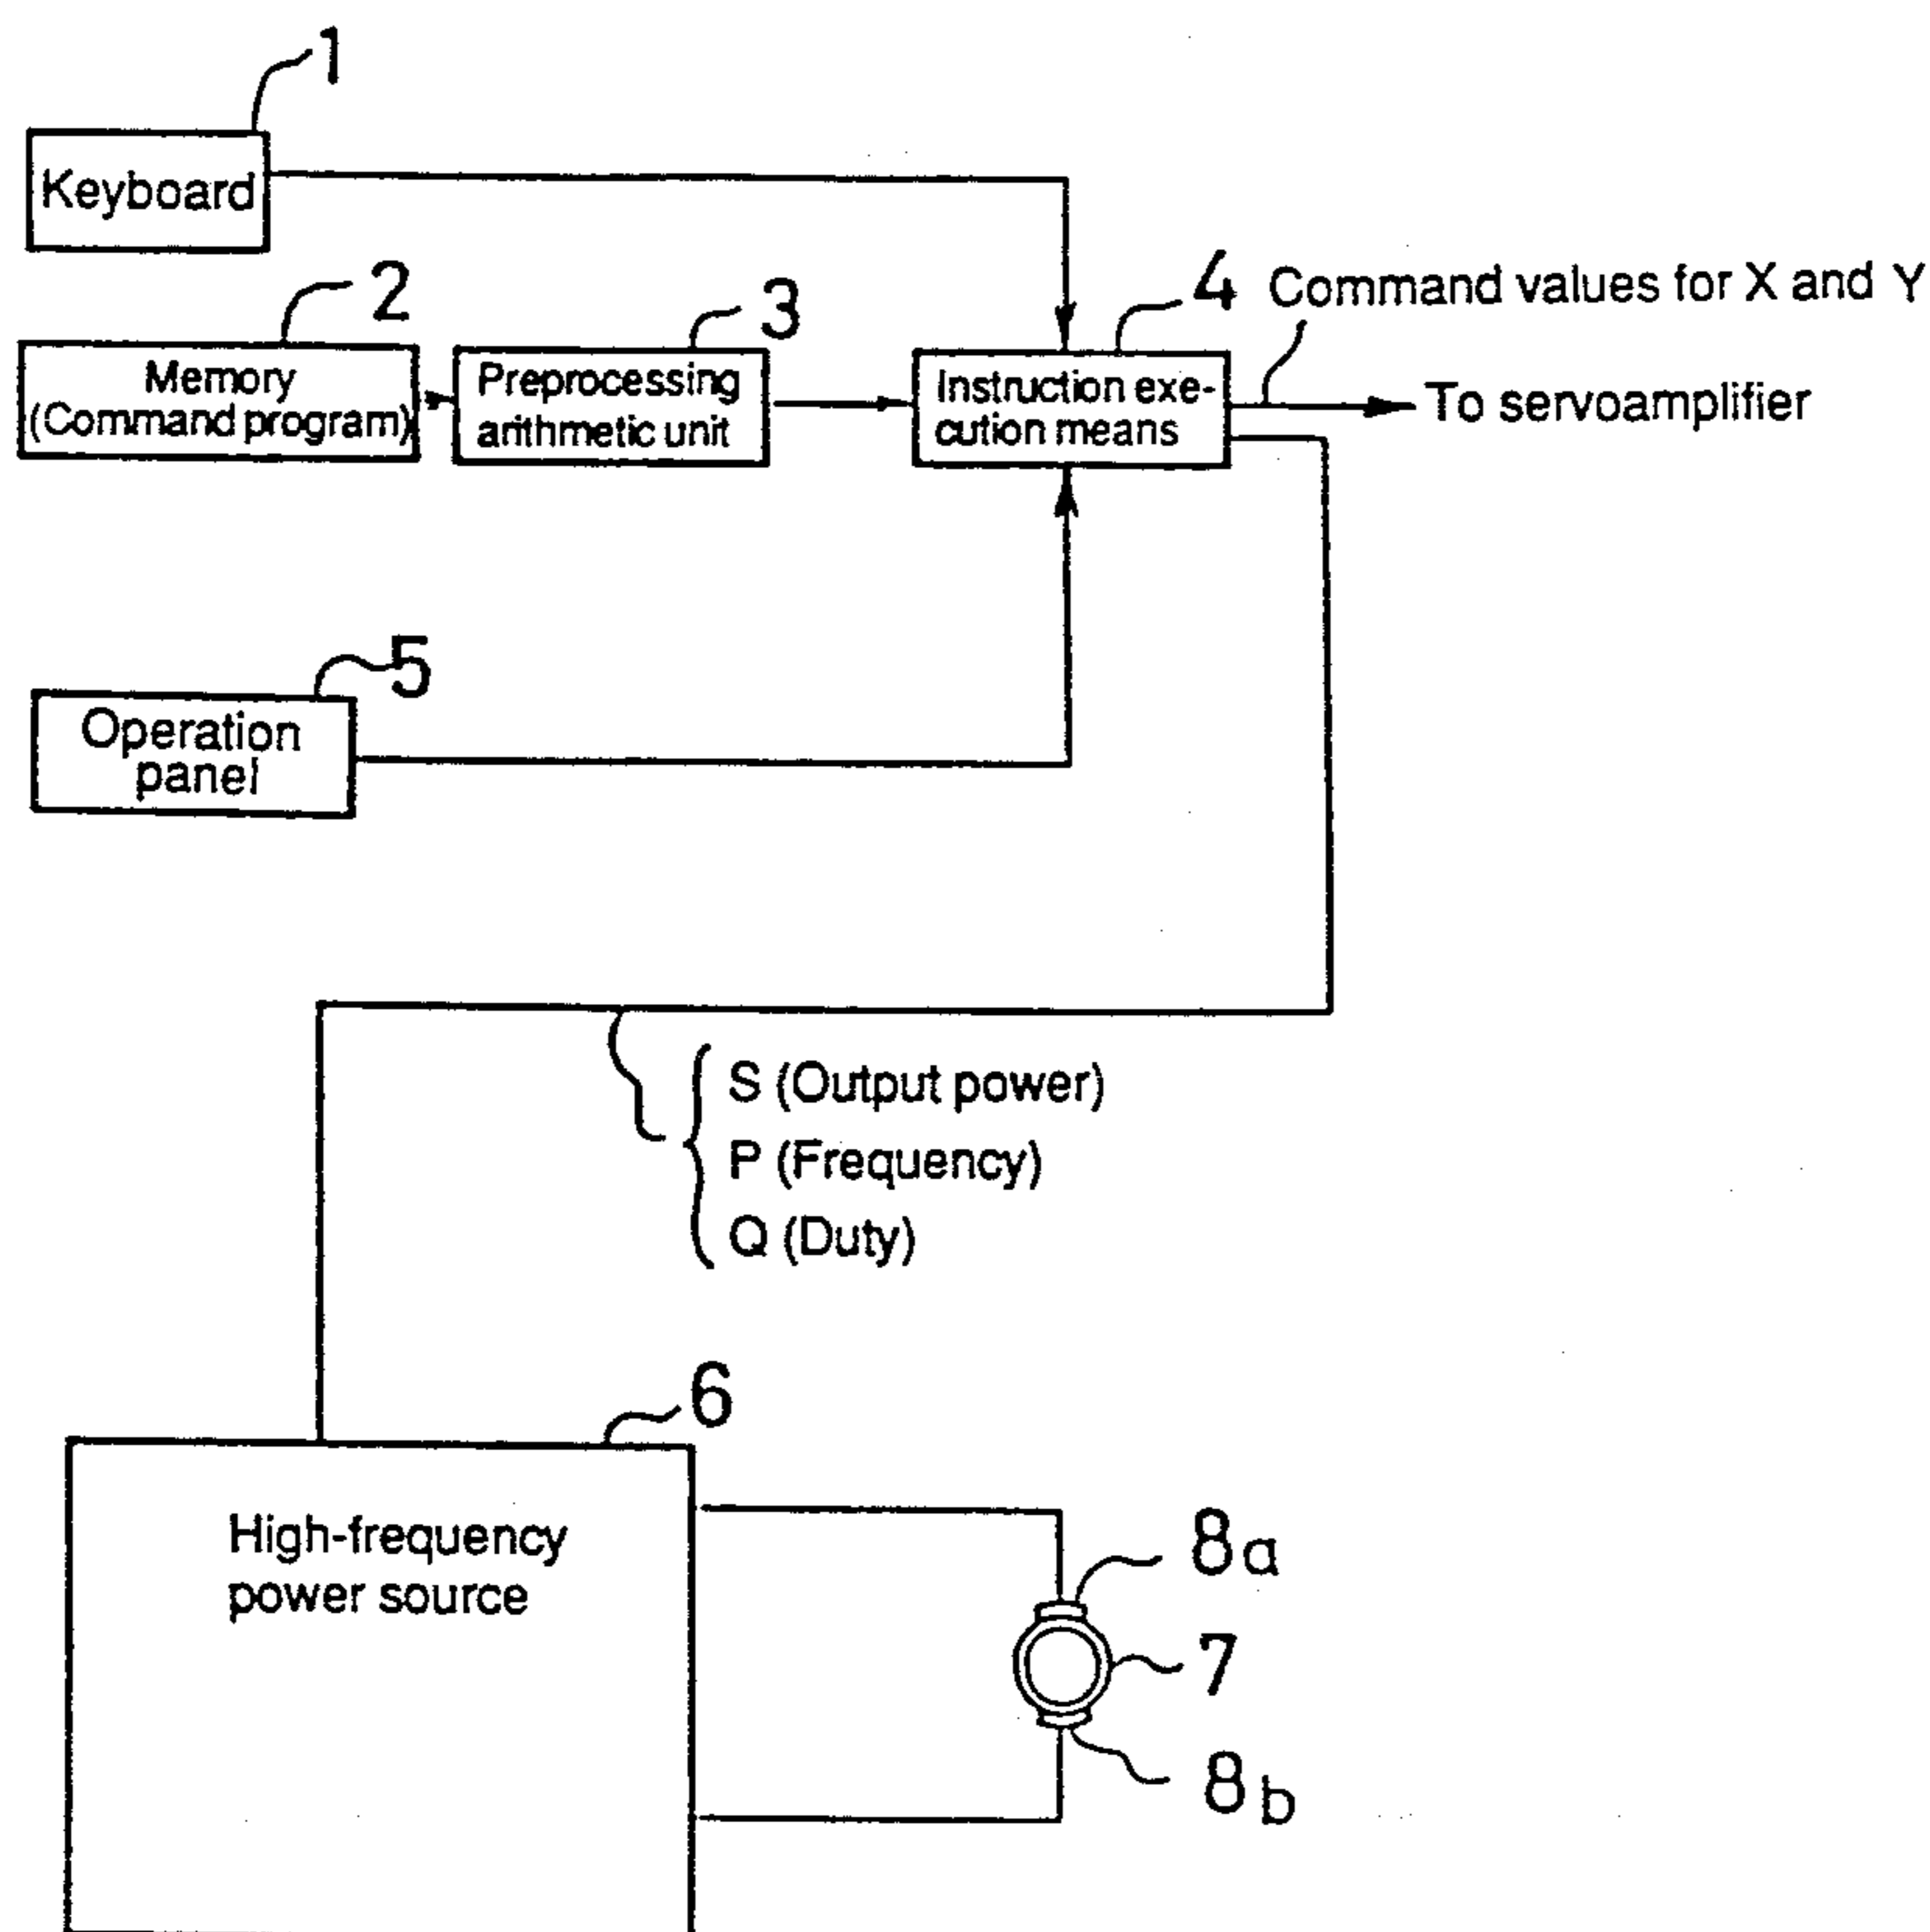 1
Keyboard
2
Memory
(Command program)
3
Preprocessing
arithmetic unit
4
Instruction exe-
cution means
Command values for X and Y
To servoamplifier
5
Operation
panel
S (Output power)
P (Frequency)
Q (Duty)
6
High-frequency
power source
8a
7
8b